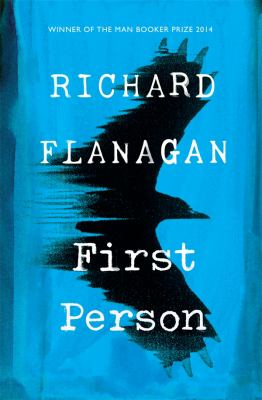 WINNER OF THE MAN BOOKER PRIZE 2014
RICHARD
FLANAGAN
First
Person